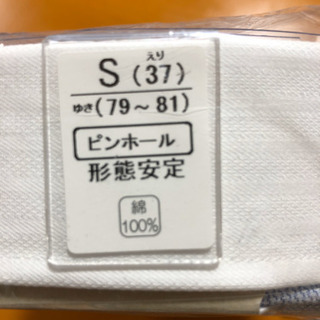 えり
S(37)
ゆき(79～81)
ピンホール
形態安定
綿
100%